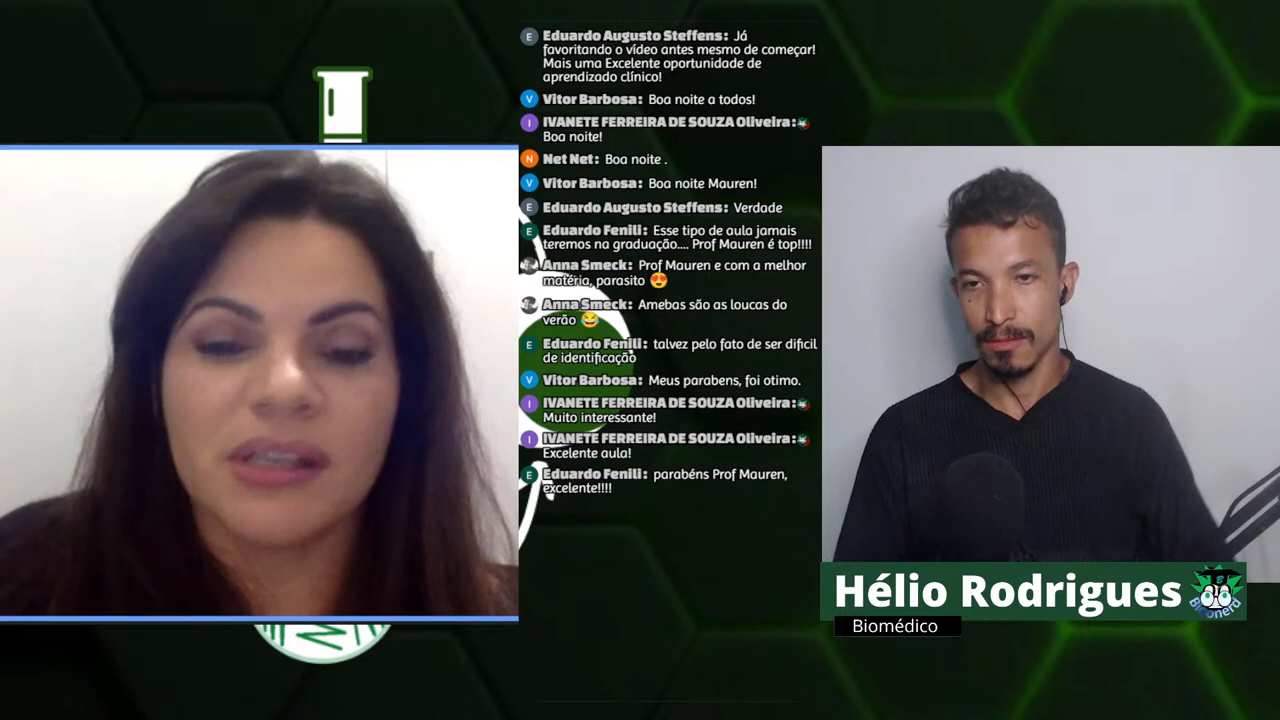 Eduardo Augusto Steffens: Já
favoritando o vídeo antes mesmo de começar!
Mais uma Excelente oportunidade de
aprendizado clínico!
Vitor Barbosa: Boa noite a todos!
IVANETE FERREIRA DE SOUZA Oliveira:
Boa noite!
Net Net: Boa noite .
Vitor Barbosa: Boa noite Mauren!
Eduardo Augusto Steffens: Verdade
Eduardo Fenili: Esse tipo de aula jamais
teremos na graduação.... Prof Mauren é top!!!!
Anna Smeck: Prof Mauren e com a melhor
matéria, parasito 😍
Anna Smeck: Amebas são as loucas do
verão 😂
Eduardo Fenili: talvez pelo fato de ser dificil
de identificação
Vitor Barbosa: Meus parabens, foi otimo.
IVANETE FERREIRA DE SOUZA Oliveira:
Muito interessante!
IVANETE FERREIRA DE SOUZA Oliveira:
Excelente aula!
Eduardo Fenili: parabéns Prof Mauren,
excelente!!!!
Hélio Rodrigues
Biomédico